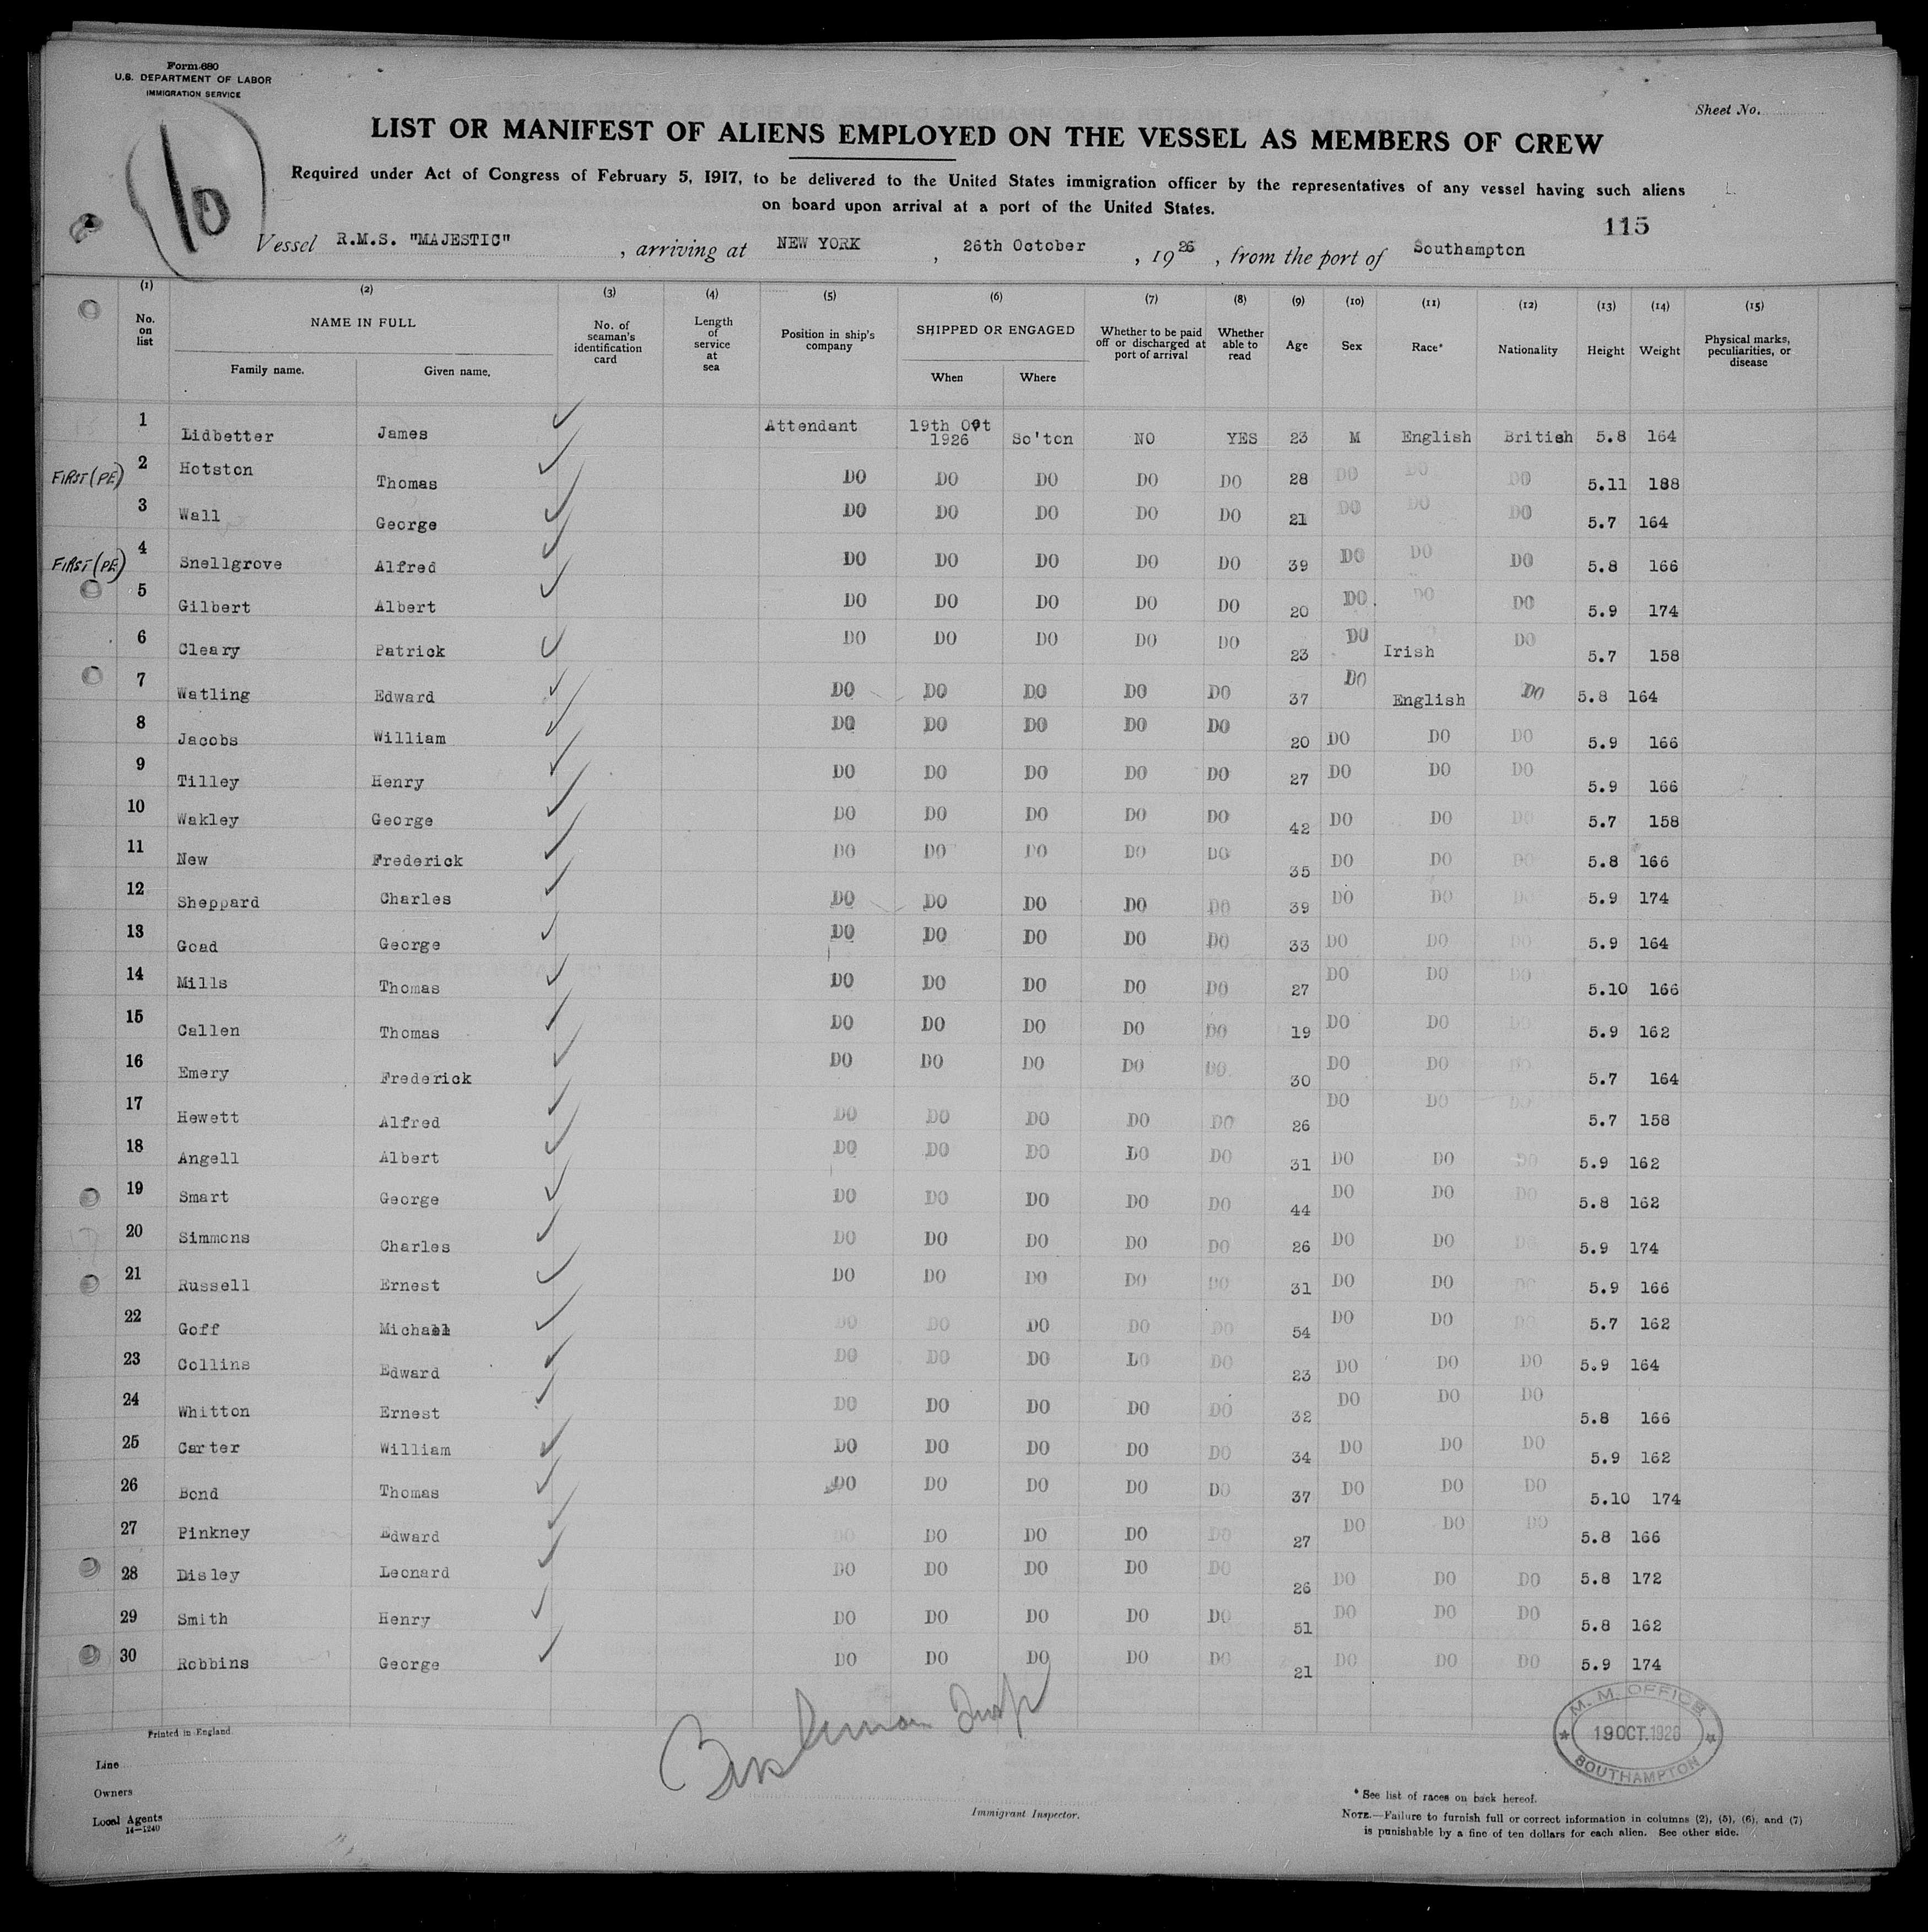 Form 680
U.S. DEPARTMENT OF LABOR
IMMIGRATION SERVICE
Sheet No.
10
LIST OR MANIFEST OF ALIENS EMPLOYED ON THE VESSEL AS MEMBERS OF CREW
Required under Act of Congress of February 5, 1917, to be delivered to the United States immigration officer by the representatives of any vessel having such aliens
on board upon arrival at a port of the United States.
115
Vessel R.M.S. "MAJESTIC" , arriving at NEW YORK , 26th October , 1926 , from the port of Southampton
(1) (2) (3) (4) (5) (6) (7) (8) (9) (10) (11) (12) (13) (14) (15)
No. on list NAME IN FULL Family name. Given name. No. of seaman's identification card Length of service at sea Position in ship's company SHIPPED OR ENGAGED When Where Whether to be paid off or discharged at port of arrival Whether able to read Age Sex Race* Nationality Height Weight Physical marks, peculiarities, or disease
1 Lidbetter James Attendant 19th Oct 1926 So'ton NO YES 23 M English British 5.8 164
FIRST (PE) 2 Hotston Thomas DO DO DO DO DO 28 DO DO DO 5.11 188
3 Wall George DO DO DO DO DO 21 DO DO DO 5.7 164
FIRST (PE) 4 Snellgrove Alfred DO DO DO DO DO 39 DO DO DO 5.8 166
5 Gilbert Albert DO DO DO DO DO 20 DO DO DO 5.9 174
6 Cleary Patrick DO DO DO DO DO 23 DO Irish DO 5.7 158
7 Watling Edward DO DO DO DO DO 37 DO English DO 5.8 164
8 Jacobs William DO DO DO DO DO 20 DO DO DO 5.9 166
9 Tilley Henry DO DO DO DO DO 27 DO DO DO 5.9 166
10 Wakley George DO DO DO DO DO 42 DO DO DO 5.7 158
11 New Frederick DO DO DO DO DO 35 DO DO DO 5.8 166
12 Sheppard Charles DO DO DO DO DO 39 DO DO DO 5.9 174
13 Goad George DO DO DO DO DO 33 DO DO DO 5.9 164
14 Mills Thomas DO DO DO DO DO 27 DO DO DO 5.10 166
15 Callen Thomas DO DO DO DO DO 19 DO DO DO 5.9 162
16 Emery Frederick DO DO DO DO DO 30 DO DO DO 5.7 164
17 Hewett Alfred DO DO DO DO DO 26 DO DO DO 5.7 158
18 Angell Albert DO DO DO DO DO 31 DO DO DO 5.9 162
19 Smart George DO DO DO DO DO 44 DO DO DO 5.8 162
20 Simmons Charles DO DO DO DO DO 26 DO DO DO 5.9 174
21 Russell Ernest DO DO DO DO DO 31 DO DO DO 5.9 166
22 Goff Michael DO DO DO DO DO 54 DO DO DO 5.7 162
23 Collins Edward DO DO DO DO DO 23 DO DO DO 5.9 164
24 Whitton Ernest DO DO DO DO DO 32 DO DO DO 5.8 166
25 Carter William DO DO DO DO DO 34 DO DO DO 5.9 162
26 Bond Thomas DO DO DO DO DO 37 DO DO DO 5.10 174
27 Pinkney Edward DO DO DO DO DO 27 DO DO DO 5.8 166
28 Disley Leonard DO DO DO DO DO 26 DO DO DO 5.8 172
29 Smith Henry DO DO DO DO DO 51 DO DO DO 5.8 162
30 Robbins George DO DO DO DO DO 21 DO DO DO 5.9 174
Printed in England
M. M. OFFICE
19 OCT. 1926
SOUTHAMPTON
Line
Owners
Local Agents
14—1240
Immigrant Inspector.
* See list of races on back hereof.
NOTE.—Failure to furnish full or correct information in columns (2), (5), (6), and (7)
is punishable by a fine of ten dollars for each alien. See other side.